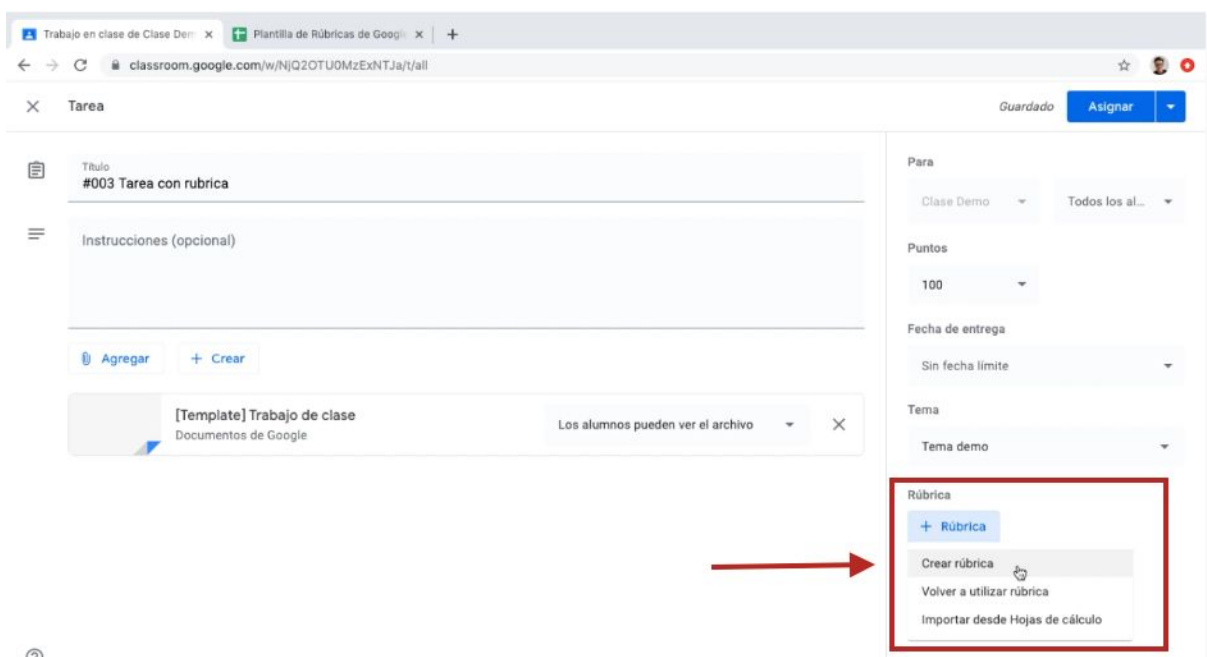 Trabajo en clase de Clase Dem
Plantilla de Rúbricas de Googl
classroom.google.com/w/NjQ2OTU0MzExNTJa/t/all
Tarea
Guardado
Asignar
Título
#003 Tarea con rubrica
Instrucciones (opcional)
Agregar
+ Crear
[Template] Trabajo de clase
Documentos de Google
Los alumnos pueden ver el archivo
Para
Clase Demo
Todos los al...
Puntos
100
Fecha de entrega
Sin fecha límite
Tema
Tema demo
Rúbrica
+ Rúbrica
Crear rúbrica
Volver a utilizar rúbrica
Importar desde Hojas de cálculo